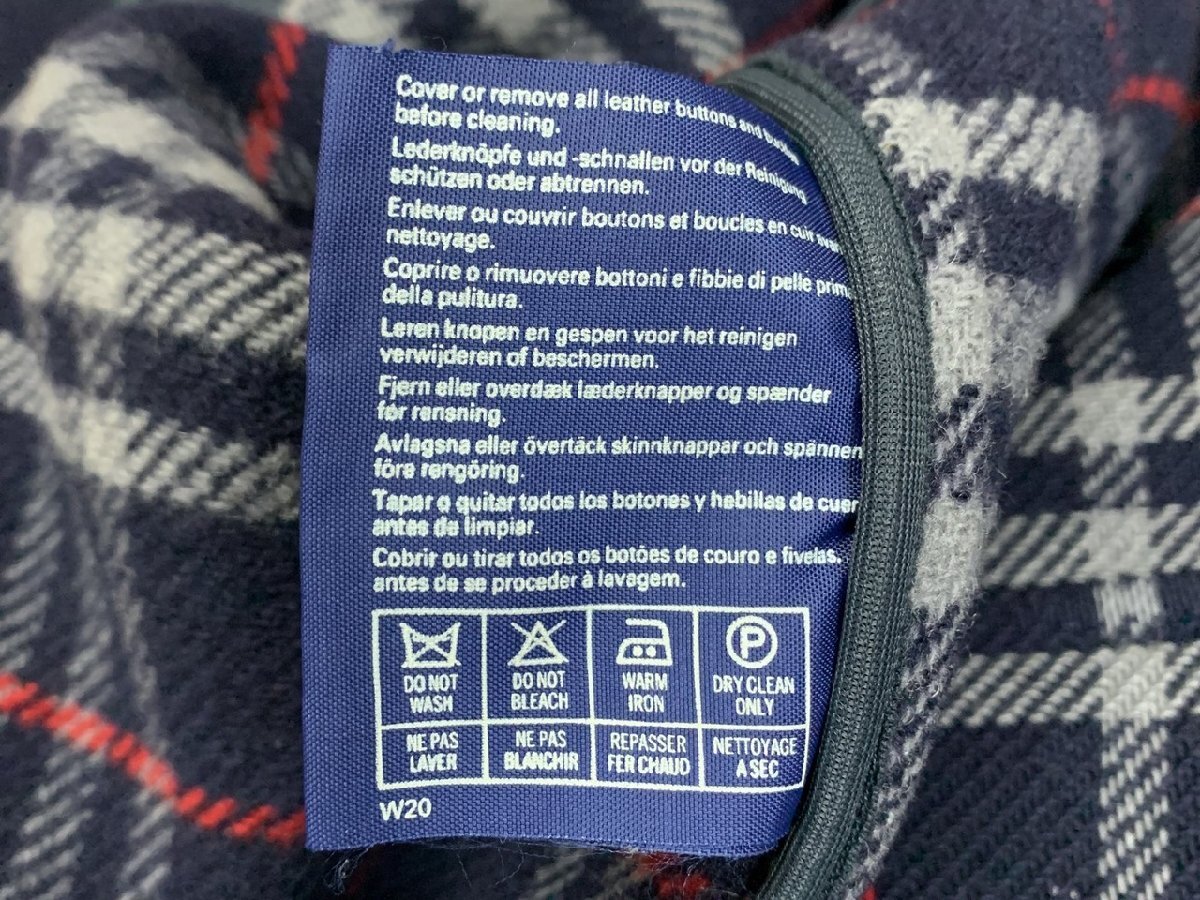 Cover or remove all leather buttons and buckles
before cleaning.
Lederknöpfe und -schnallen vor der Reinigung
schützen oder abtrennen.
Enlever ou couvrir boutons et boucles en cuir avant
nettoyage.
Coprire o rimuovere bottoni e fibbie di pelle prima
della pulitura.
Leren knopen en gespen voor het reinigen
verwijderen of beschermen.
Fjern eller overdæk læderknapper og spænder
før rensning.
Avlagsna eller övertäck skinnknappar och spännen
före rengöring.
Tapar o quitar todos los botones y hebillas de cuer
antes de limpiar.
Cobrir ou tirar todos os botões de couro e fivelas.
antes de se proceder à lavagem.
DO NOT WASH
DO NOT BLEACH
WARM IRON
P
DRY CLEAN ONLY
NE PAS LAVER
NE PAS BLANCHIR
REPASSER FER CHAUD
NETTOYAGE A SEC
W20